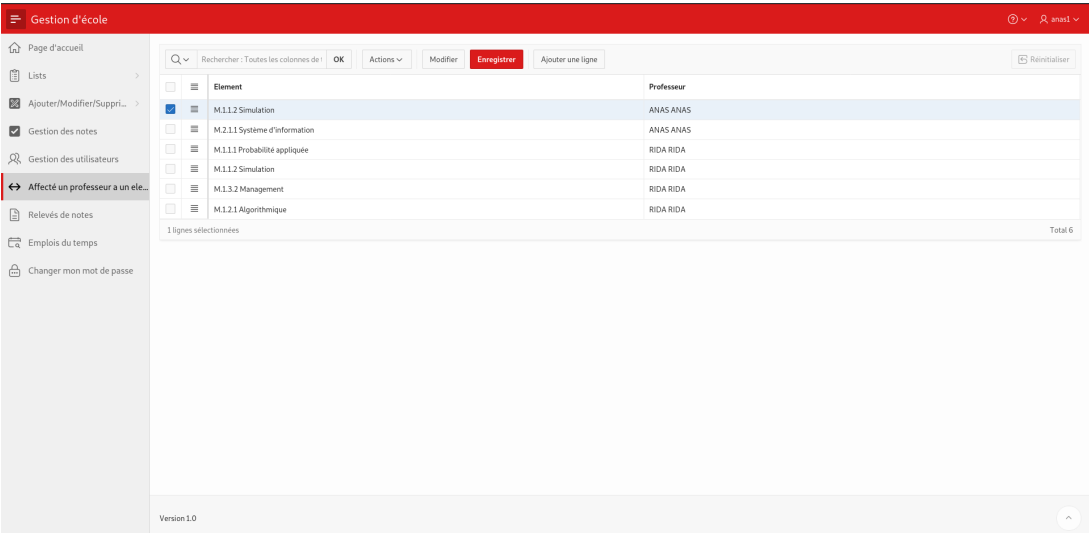 Gestion d'école
anas1
Page d'accueil
Lists
Ajouter/Modifier/Suppri...
Gestion des notes
Gestion des utilisateurs
Affecté un professeur a un ele...
Relevés de notes
Emplois du temps
Changer mon mot de passe
Rechercher : Toutes les colonnes de OK Actions Modifier Enregistrer Ajouter une ligne Réinitialiser
Element Professeur
M.1.1.2 Simulation ANAS ANAS
M.2.1.1 Système d'information ANAS ANAS
M.1.1.1 Probabilité appliquée RIDA RIDA
M.1.1.2 Simulation RIDA RIDA
M.1.3.2 Management RIDA RIDA
M.1.2.1 Algorithmique RIDA RIDA
1 lignes sélectionnées Total 6
Version 1.0